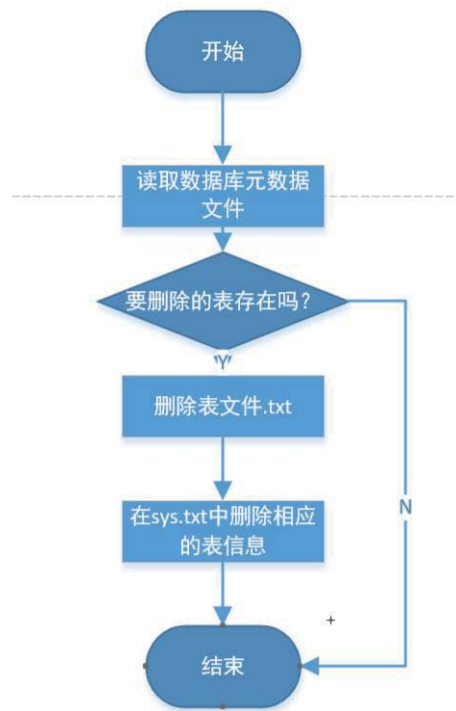 开始
读取数据库元数据
文件
要删除的表存在吗？
Y
删除表文件.txt
N
在sys.txt中删除相应
的表信息
结束